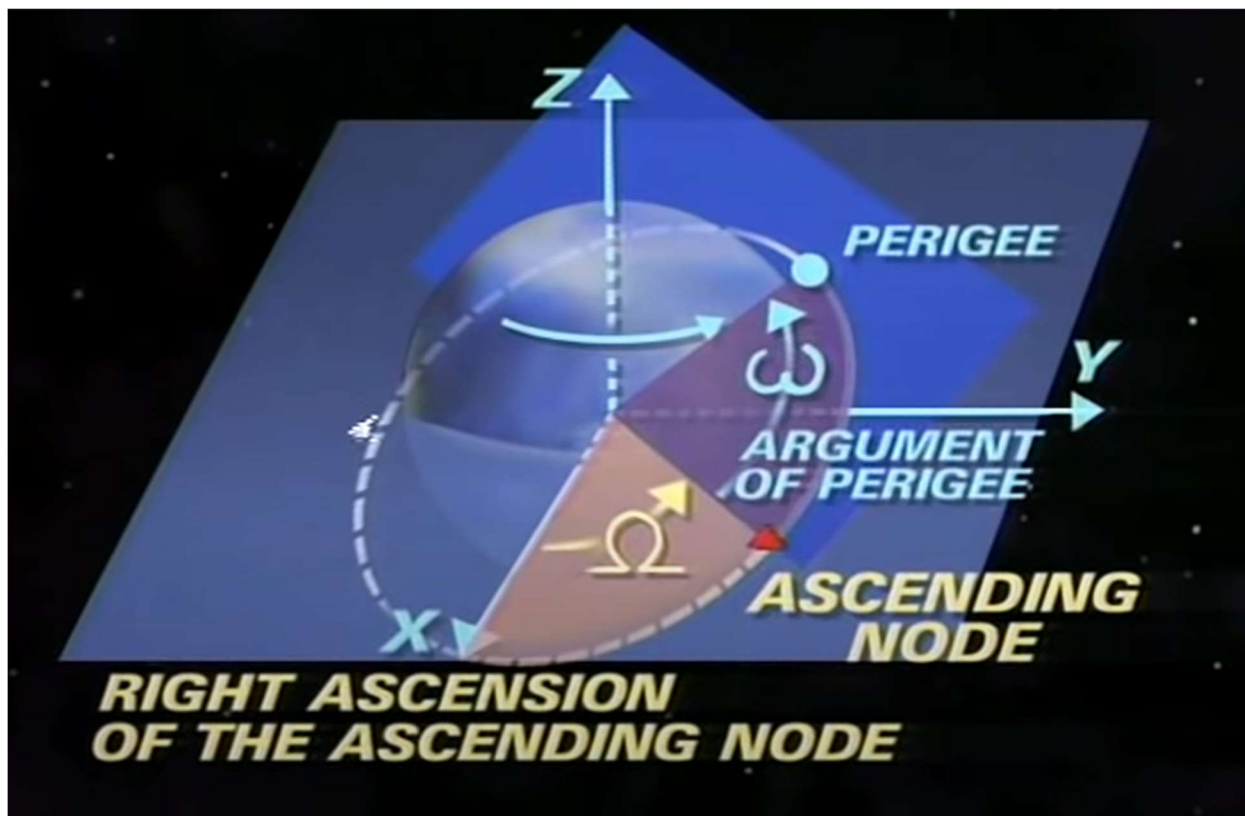 Z
PERIGEE
ω
Y
ARGUMENT
OF PERIGEE
Ω
ASCENDING
NODE
X
RIGHT ASCENSION
OF THE ASCENDING NODE